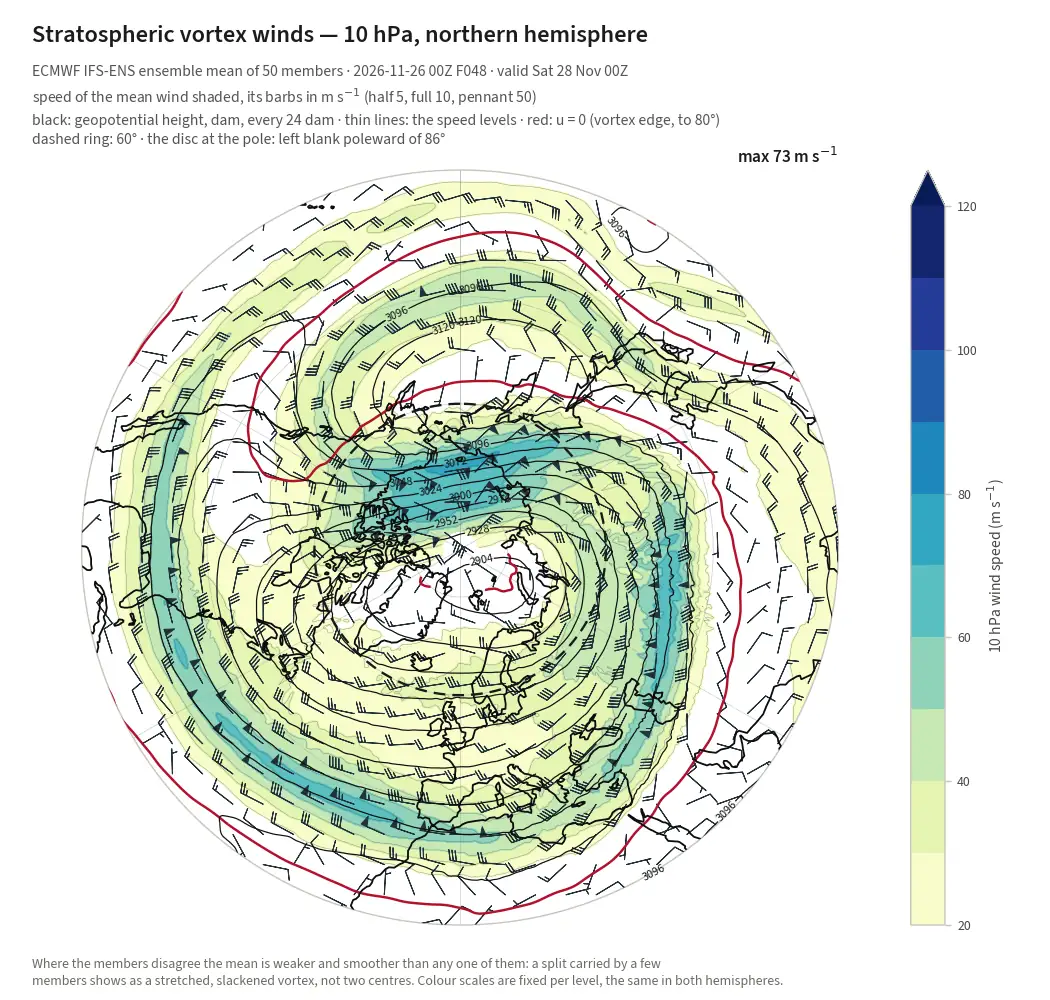 Stratospheric vortex winds — 10 hPa, northern hemisphere
ECMWF IFS-ENS ensemble mean of 50 members · 2026-11-26 00Z F048 · valid Sat 28 Nov 00Z
speed of the mean wind shaded, its barbs in m s⁻¹ (half 5, full 10, pennant 50)
black: geopotential height, dam, every 24 dam · thin lines: the speed levels · red: u = 0 (vortex edge, to 80°)
dashed ring: 60° · the disc at the pole: left blank poleward of 86°
max 73 m s⁻¹
3096
3096
3096
3120
3120
3096
3072
3048
3024
3000
2952
2928
2904
3096
3096
120
100
80
60
40
20
10 hPa wind speed (m s⁻¹)
Where the members disagree the mean is weaker and smoother than any one of them: a split carried by a few
members shows as a stretched, slackened vortex, not two centres. Colour scales are fixed per level, the same in both hemispheres.